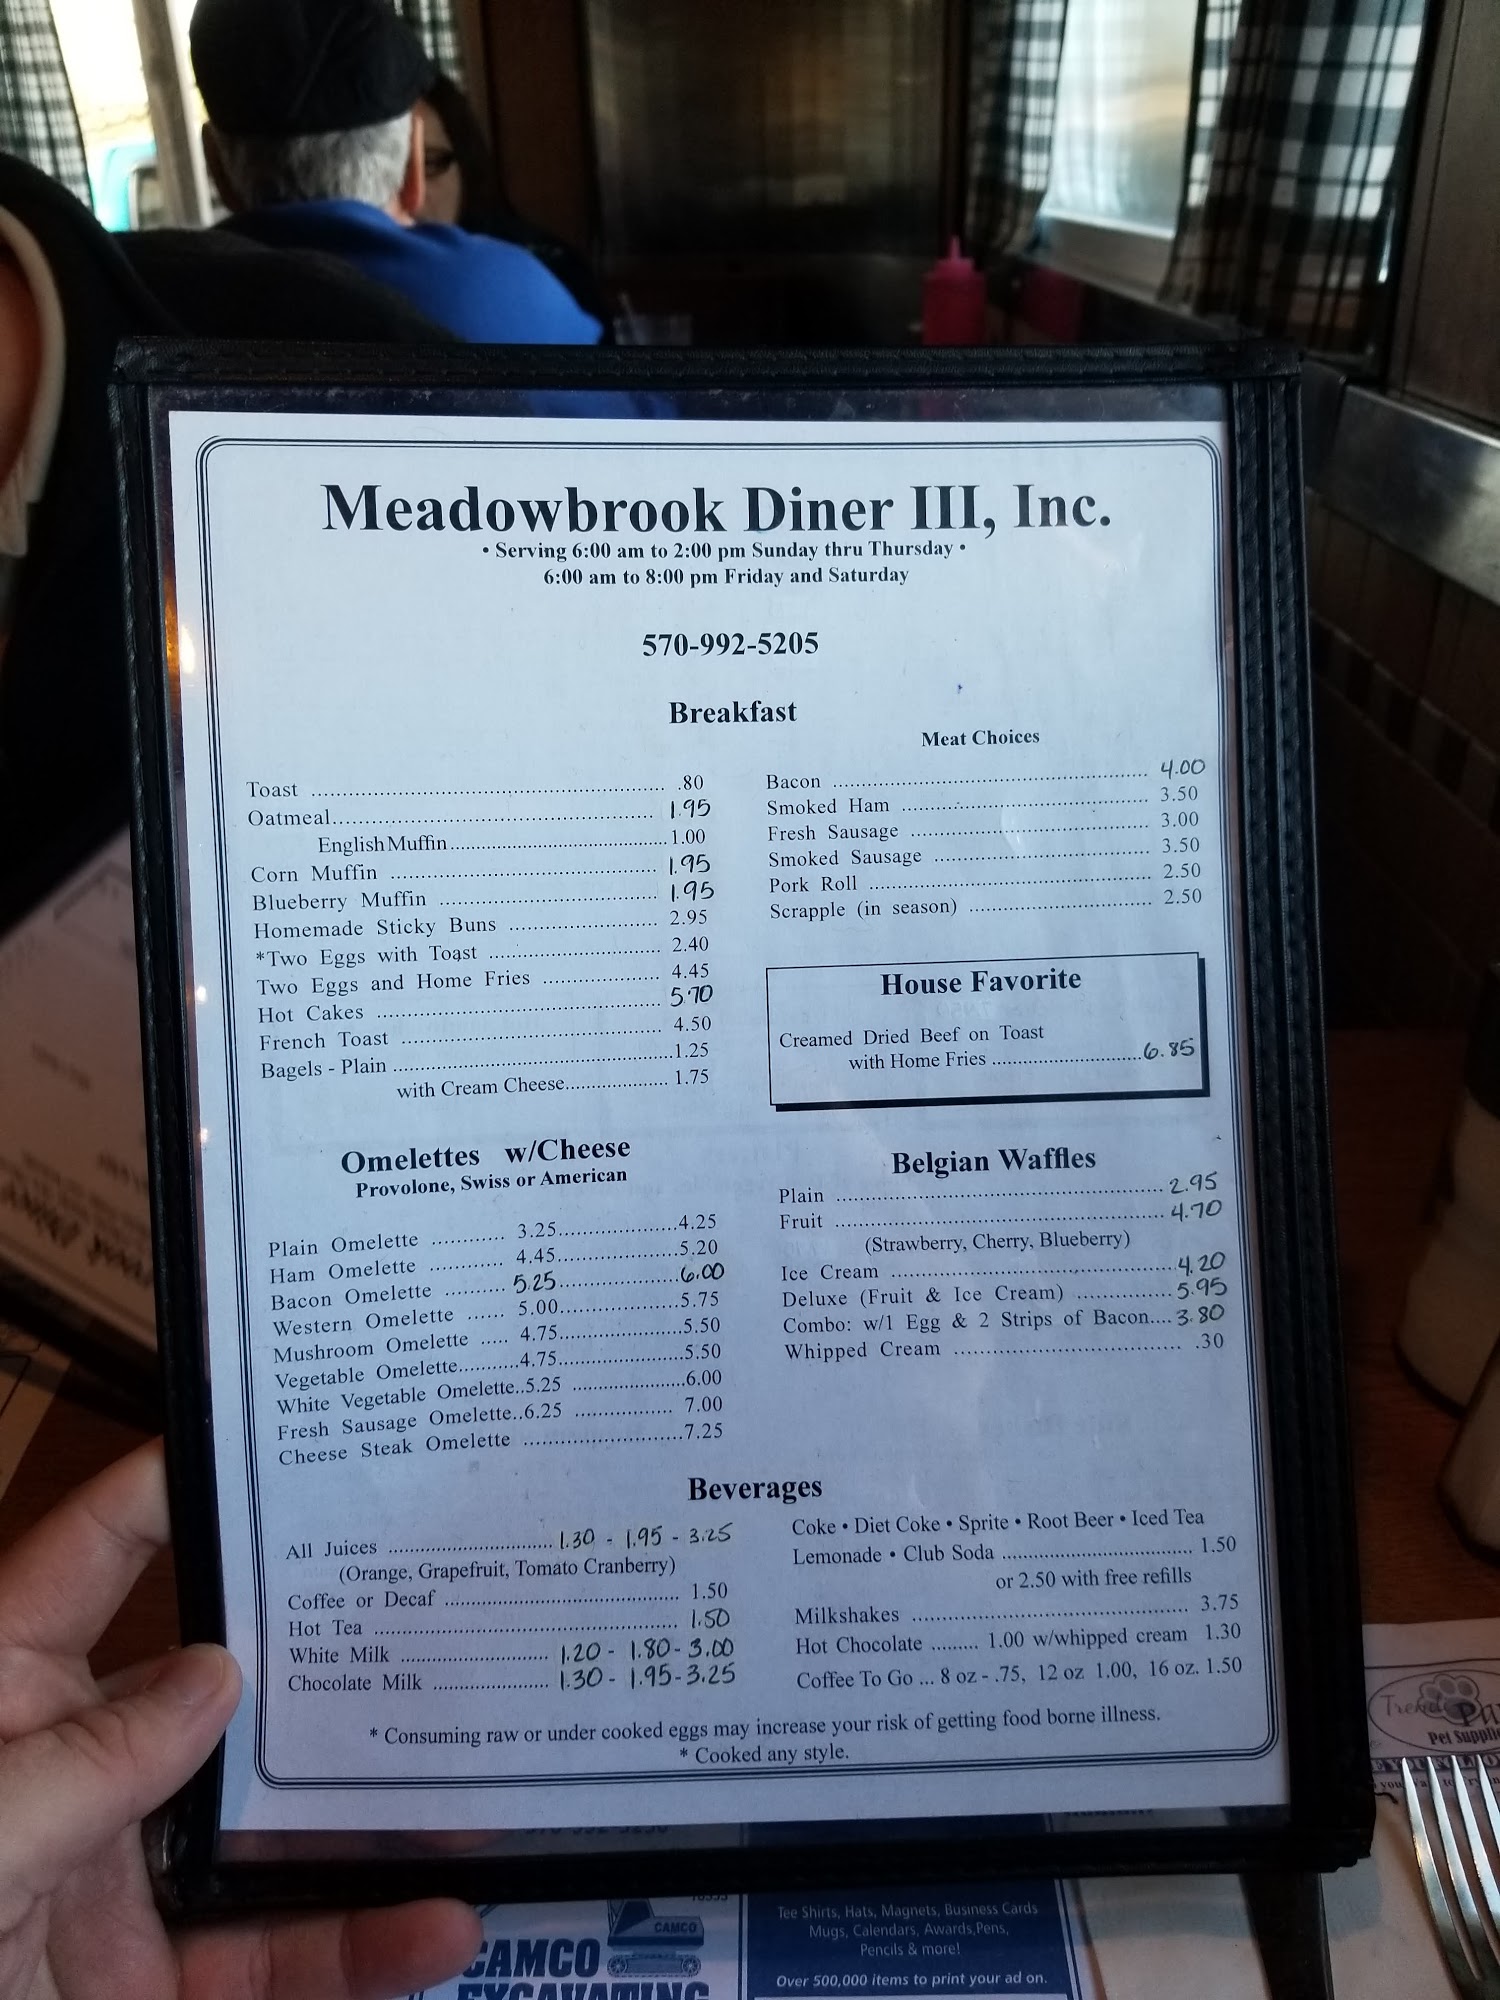 Meadowbrook Diner III, Inc.
• Serving 6:00 am to 2:00 pm Sunday thru Thursday •
6:00 am to 8:00 pm Friday and Saturday
570-992-5205
Breakfast
Toast .80
Oatmeal 1.95
English Muffin 1.00
Corn Muffin 1.95
Blueberry Muffin 1.95
Homemade Sticky Buns 2.95
*Two Eggs with Toast 2.40
Two Eggs and Home Fries 4.45
Hot Cakes 5.70
French Toast 4.50
Bagels - Plain 1.25
with Cream Cheese 1.75
Meat Choices
Bacon 4.00
Smoked Ham 3.50
Fresh Sausage 3.00
Smoked Sausage 3.50
Pork Roll 2.50
Scrapple (in season) 2.50
House Favorite
Creamed Dried Beef on Toast
with Home Fries 6.85
Omelettes w/Cheese
Provolone, Swiss or American
Plain Omelette 3.25 4.25
Ham Omelette 4.45 5.20
Bacon Omelette 5.25 6.00
Western Omelette 5.00 5.75
Mushroom Omelette 4.75 5.50
Vegetable Omelette 4.75 5.50
White Vegetable Omelette..5.25 6.00
Fresh Sausage Omelette..6.25 7.00
Cheese Steak Omelette 7.25
Belgian Waffles
Plain 2.95
Fruit 4.70
(Strawberry, Cherry, Blueberry)
Ice Cream 4.20
Deluxe (Fruit & Ice Cream) 5.95
Combo: w/1 Egg & 2 Strips of Bacon.... 3.80
Whipped Cream .30
Beverages
All Juices 1.30 - 1.95 - 3.25
(Orange, Grapefruit, Tomato Cranberry)
Coffee or Decaf 1.50
Hot Tea 1.50
White Milk 1.20 - 1.80 - 3.00
Chocolate Milk 1.30 - 1.95 - 3.25
Coke • Diet Coke • Sprite • Root Beer • Iced Tea
Lemonade • Club Soda 1.50
or 2.50 with free refills
Milkshakes 3.75
Hot Chocolate ......... 1.00 w/whipped cream 1.30
Coffee To Go ... 8 oz - .75, 12 oz 1.00, 16 oz. 1.50
* Consuming raw or under cooked eggs may increase your risk of getting food borne illness.
* Cooked any style.
CAMCO
CAMCO
EXCAVATING
Tee Shirts, Hats, Magnets, Business Cards
Mugs, Calendars, Awards,Pens,
Pencils & more!
Over 500,000 items to print your ad on.